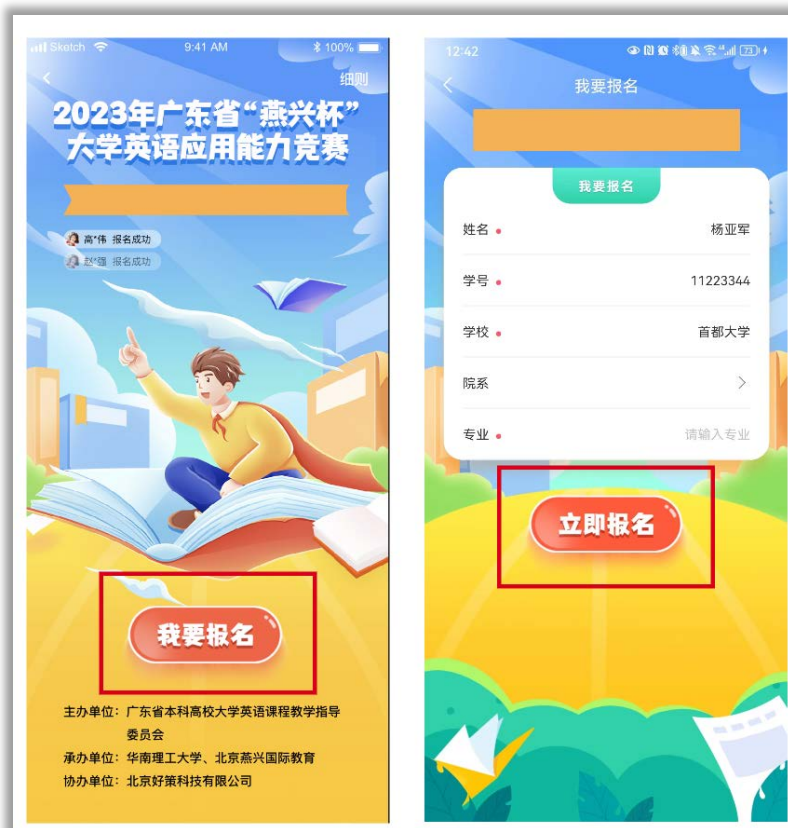 Sketch
9:41 AM
100%
细则
2023年广东省“燕兴杯”
大学英语应用能力竞赛
高*伟 报名成功
赵*强 报名成功
我要报名
主办单位：广东省本科高校大学英语课程教学指导
委员会
承办单位：华南理工大学、北京燕兴国际教育
协办单位：北京好策科技有限公司
12:42
73
我要报名
我要报名
姓名
杨亚军
学号
11223344
学校
首都大学
院系
专业
请输入专业
立即报名